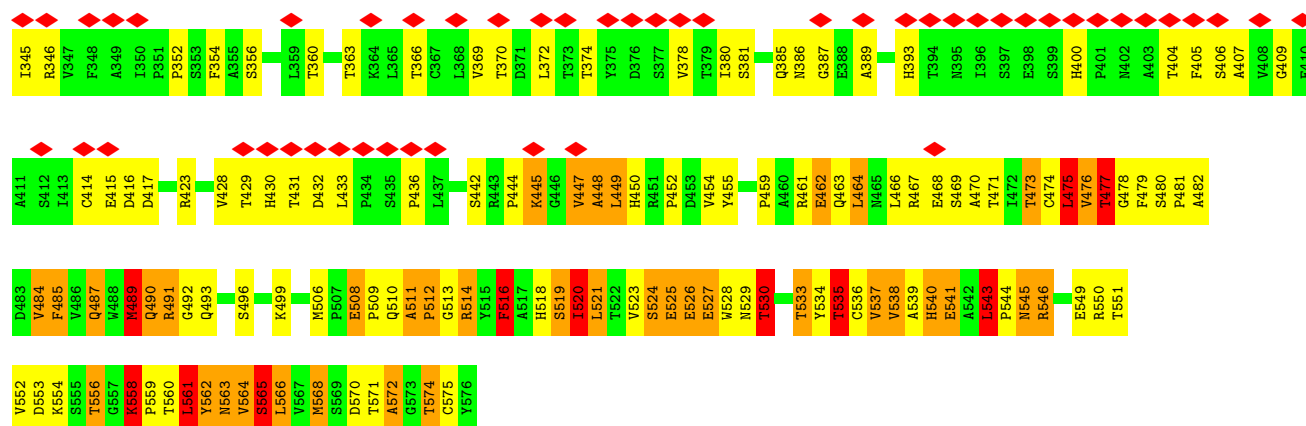 I345 R346 V347 F348 A349 I350 P351 P352 S353 F354 A355 S356 L359 T360 T363 K364 L365 T366 C367 L368 V369 T370 D371 L372 T373 T374 Y375 D376 S377 V378 T379 I380 S381 Q385 N386 G387 E388 A389 H393 T394 N395 I396 S397 E398 S399 H400 P401 N402 A403 T404 F405 S406 A407 V408 G409 E410
A411 S412 I413 C414 E415 D416 D417 R423 V428 T429 H430 T431 D432 L433 P434 S435 P436 L437 S442 R443 P444 K445 G446 V447 A448 L449 H450 R451 P452 D453 V454 Y455 P459 A460 R461 E462 Q463 L464 N465 L466 R467 E468 S469 A470 T471 I472 T473 C474 L475 V476 T477 G478 F479 S480 P481 A482
D483 V484 F485 V486 Q487 W488 M489 Q490 R491 G492 Q493 S496 K499 M506 P507 E508 P509 Q510 A511 P512 G513 R514 Y515 F516 A517 H518 S519 I520 L521 T522 V523 S524 E525 E526 E527 W528 N529 T530 T533 Y534 T535 C536 V537 V538 A539 H540 E541 A542 L543 P544 N545 R546 E549 R550 T551
V552 D553 K554 S555 T556 G557 K558 P559 T560 L561 Y562 N563 V564 S565 L566 V567 M568 S569 D570 T571 A572 G573 T574 C575 Y576